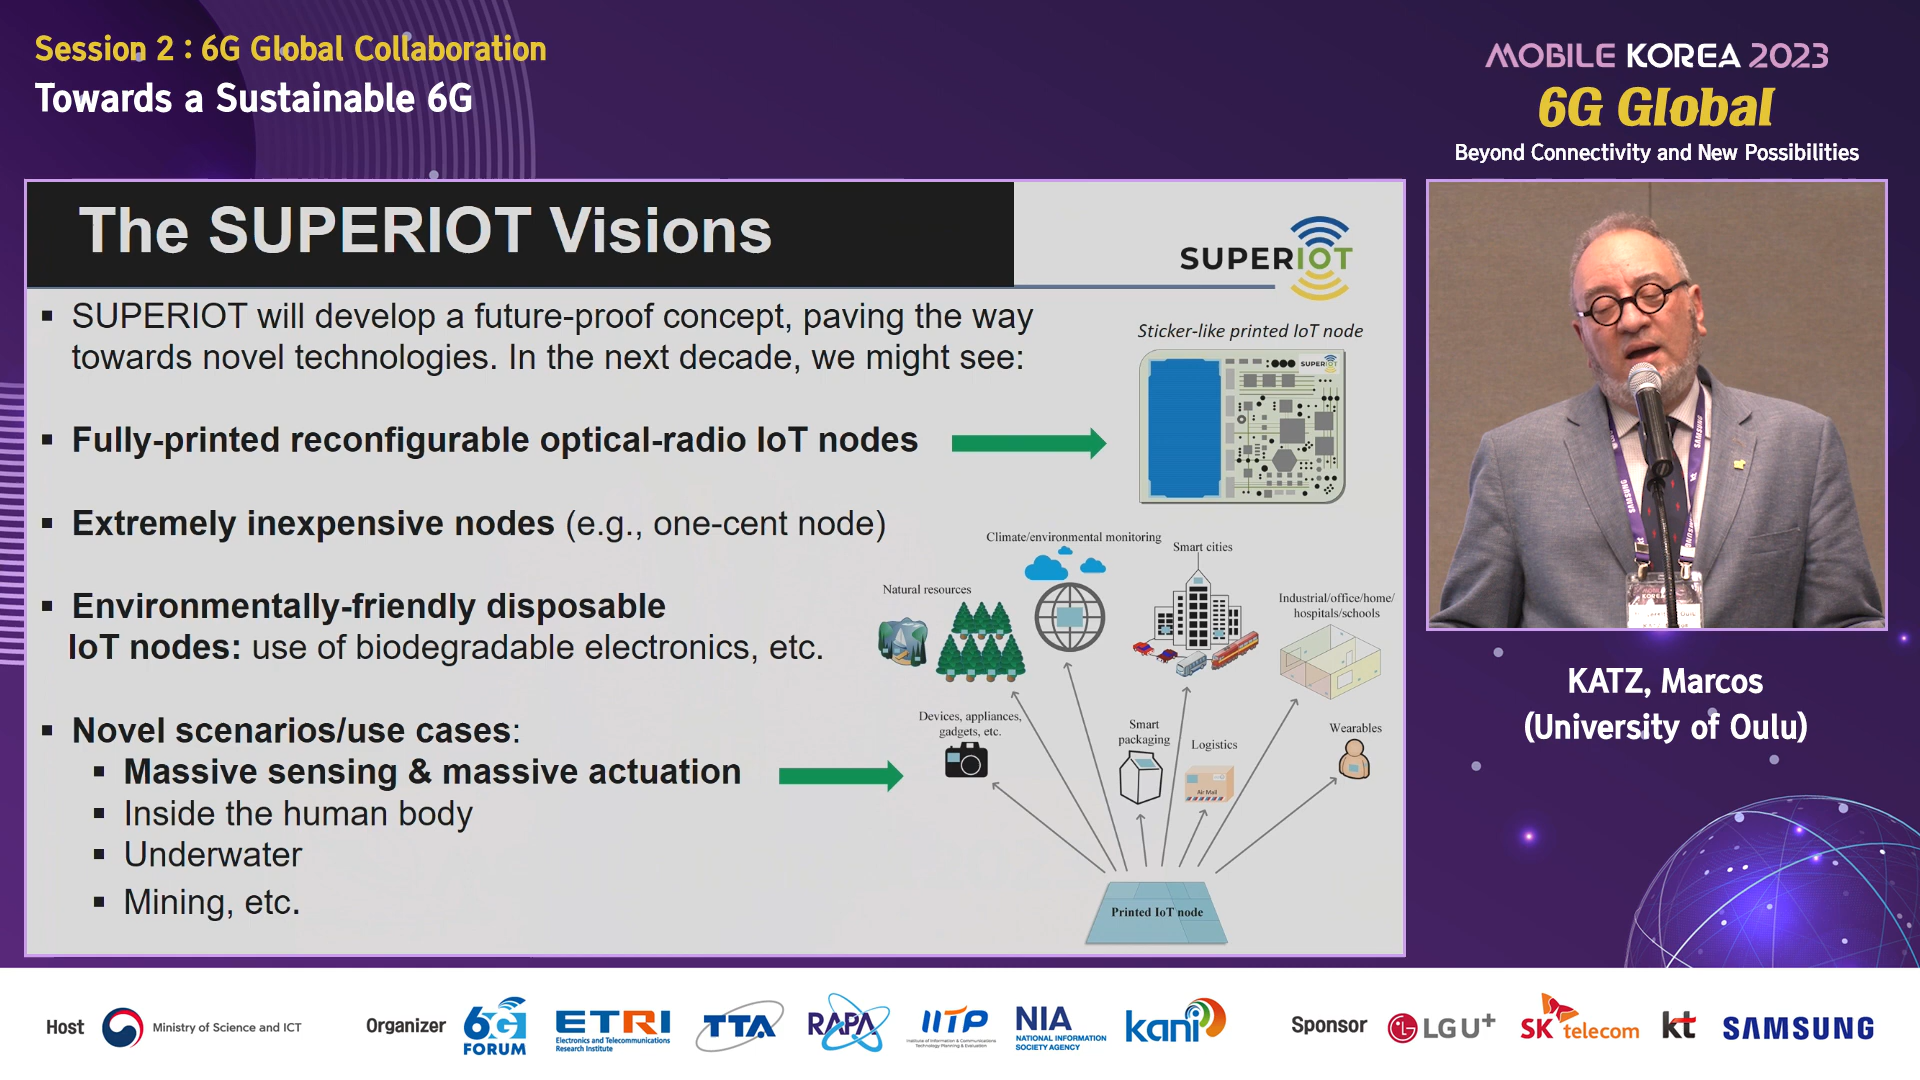 Session 2 : 6G Global Collaboration
Towards a Sustainable 6G
MOBILE KOREA 2023
6G Global
Beyond Connectivity and New Possibilities
The SUPERIOT Visions
SUPERIOT
▪ SUPERIOT will develop a future-proof concept, paving the way
towards novel technologies. In the next decade, we might see:
Sticker-like printed IoT node
SUPERIOT
▪ Fully-printed reconfigurable optical-radio IoT nodes
▪ Extremely inexpensive nodes (e.g., one-cent node)
▪ Environmentally-friendly disposable
IoT nodes: use of biodegradable electronics, etc.
▪ Novel scenarios/use cases:
▪ Massive sensing & massive actuation
▪ Inside the human body
▪ Underwater
▪ Mining, etc.
Climate/environmental monitoring
Smart cities
Natural resources
Industrial/office/home/
hospitals/schools
Devices, appliances,
gadgets, etc.
Smart
packaging
Logistics
Air Mail
Wearables
Printed IoT node
SAMSUNG
SAMSUNG
KATZ, Marcos
(University of Oulu)
Host
Ministry of Science and ICT
Organizer
6G
FORUM
ETRI
Electronics and Telecommunications
Research Institute
TTA
RAPA
IITP
Institute of Information & Communications
Technology Planning & Evaluation
NIA
NATIONAL INFORMATION
SOCIETY AGENCY
kani
Sponsor
LG U+
SK telecom
kt
SAMSUNG